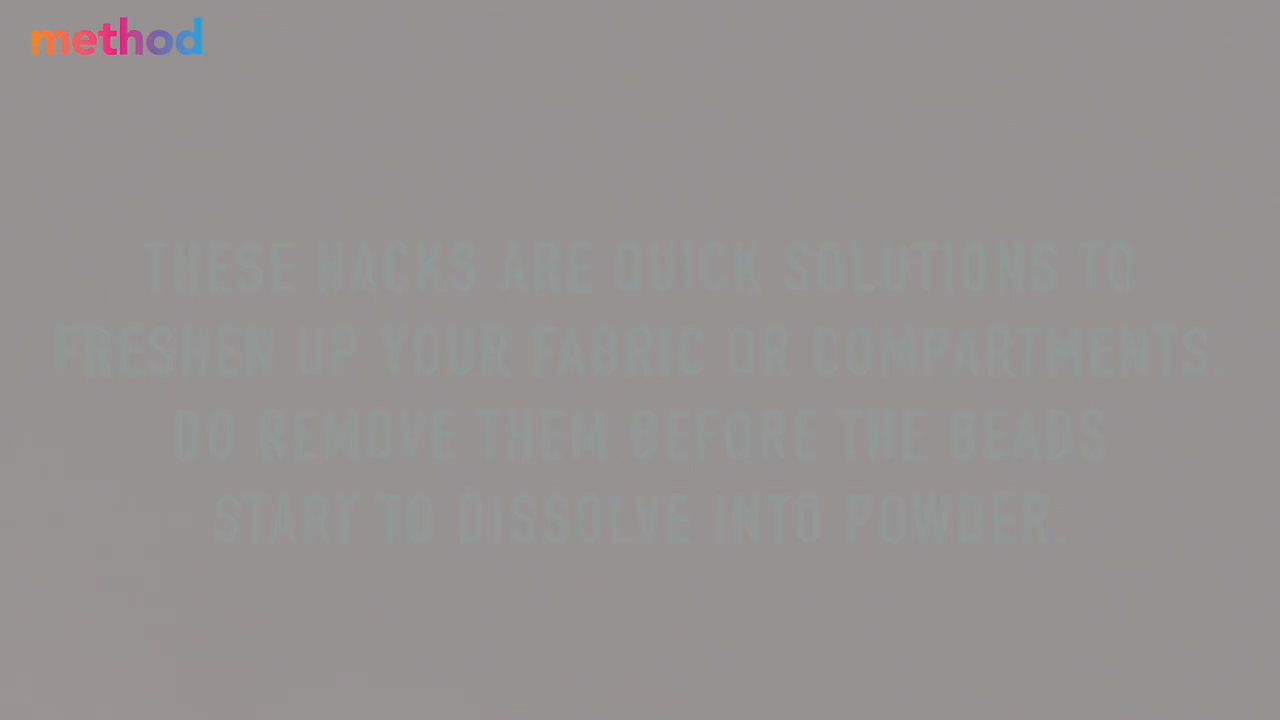 method
THESE HACKS ARE QUICK SOLUTIONS TO
FRESHEN UP YOUR FABRIC OR COMPARTMENTS.
DO REMOVE THEM BEFORE THE BEADS
START TO DISSOLVE INTO POWDER.